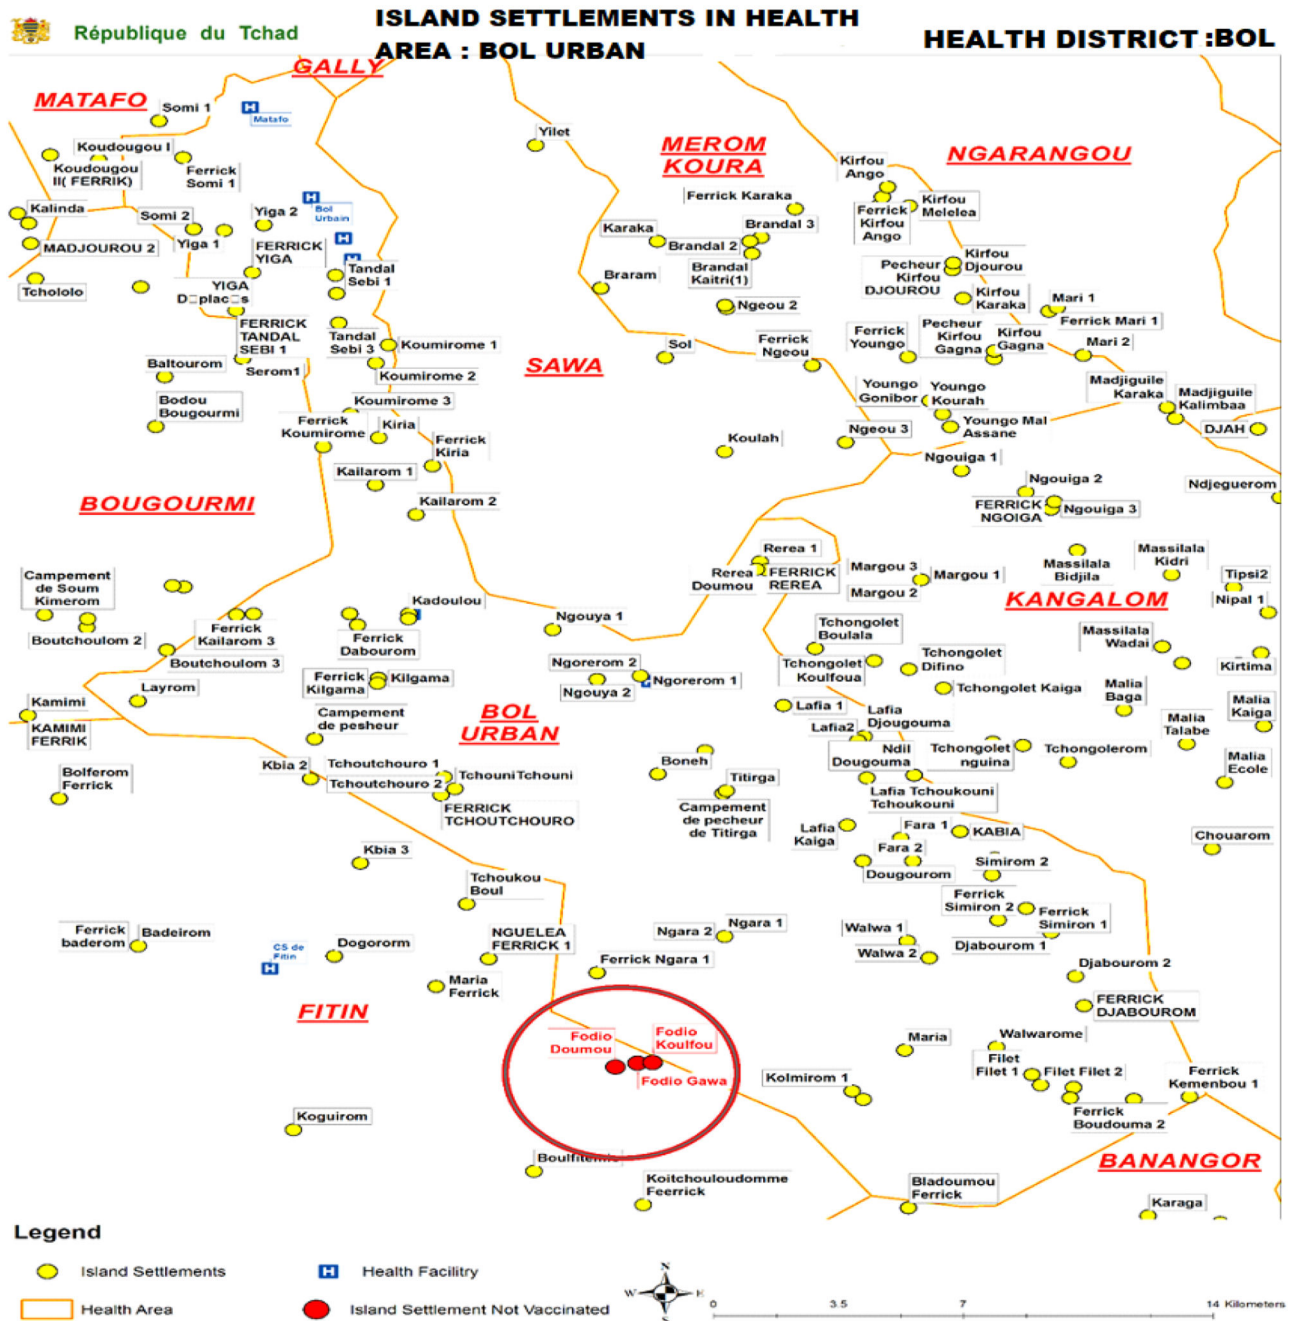 République du Tchad
ISLAND SETTLEMENTS IN HEALTH
AREA : BOL URBAN
HEALTH DISTRICT :BOL
GALLY
MATAFO
Somi 1
Matafo
Koudougou I
Koudougou
II( FERRIK)
Ferrick
Somi 1
Yilet
MEROM
KOURA
NGARANGOU
Kirfou
Ango
Ferrick Karaka
Kirfou
Melelea
Ferrick
Kirfou
Ango
Bol
Urbain
Kalinda
Somi 2
Yiga 2
Yiga 1
MADJOUROU 2
FERRICK
YIGA
Karaka
Brandal 3
Brandal 2
Brandal
Kaitri(1)
Braram
Pecheur
Kirfou
DJOUROU
Kirfou
Djourou
Kirfou
Karaka
Tchololo
YIGA
Tandal
Sebi 1
Ngeou 2
Mari 1
Ferrick Mari 1
FERRICK
TANDAL
SEBI 1
Tandal
Sebi 3
Koumirome 1
Sol
Ferrick
Ngeou
Ferrick
Youngo
Pecheur
Kirfou
Gagna
Kirfou
Gagna
Mari 2
SAWA
Baltourom
Serom1
Koumirome 2
Bodou
Bougourmi
Koumirome 3
Youngo
Gonibor
Youngo
Kourah
Madjiguile
Karaka
Madjiguile
Kalimbaa
Ferrick
Koumirome
Kiria
Ferrick
Kiria
Koulah
Ngeou 3
Youngo Mal
Assane
DJAH
Kailarom 1
Ngouiga 1
Ngouiga 2
Ndjeguerom
BOUGOURMI
Kailarom 2
FERRICK
NGOIGA
Ngouiga 3
Rerea 1
Rerea
Doumou
FERRICK
REREA
Margou 3
Margou 1
Margou 2
Massilala
Bidjila
Massilala
Kidri
Tipsi2
Nipal 1
KANGALOM
Campement
de Soum
Kimerom
Boutchoulom 2
Ferrick
Kailarom 3
Boutchoulom 3
Kadoulou
Ferrick
Dabourom
Ngouya 1
Tchongolet
Boulala
Massilala
Wadai
Kirtima
Ferrick
Kilgama
Kilgama
Ngorerom 2
Ngorerom 1
Ngouya 2
Tchongolet
Koulfoua
Tchongolet
Difino
Tchongolet Kaiga
Malia
Baga
Malia
Kaiga
Kamimi
KAMIMI
FERRIK
Layrom
Campement
de pesheur
BOL
URBAN
Lafia 1
Lafia
Djougouma
Lafia2
Ndil
Dougouma
Tchongolet
nguina
Tchongolerom
Malia
Talabe
Malia
Ecole
Bolferom
Ferrick
Kbia 2
Tchoutchouro 1
Tchoutchouro 2
Tchouni Tchouni
FERRICK
TCHOUTCHOURO
Boneh
Titirga
Campement
de pecheur
de Titirga
Lafia Tchoukouni
Tchoukouni
Lafia
Kaiga
Fara 1
KABIA
Chouarom
Kbia 3
Fara 2
Dougourom
Simirom 2
Tchoukou
Boul
Ferrick
Simiron 2
Ferrick
Simiron 1
Ferrick
baderom
Badeirom
CS de
Fitin
Dogororm
NGUELEA
FERRICK 1
Ngara 1
Ngara 2
Walwa 1
Walwa 2
Djabourom 1
Ferrick Ngara 1
Djabourom 2
Maria
Ferrick
FERRICK
DJABOUROM
FITIN
Fodio
Doumou
Fodio
Koulfou
Fodio Gawa
Maria
Walwarome
Filet
Filet 1
Filet Filet 2
Kolmirom 1
Ferrick
Kemenbou 1
Ferrick
Boudouma 2
Koguirom
BANANGOR
Koitchouloudomme
Feerrick
Bladoumou
Ferrick
Karaga
Legend
Island Settlements
Health Facilitry
Health Area
Island Settlement Not Vaccinated
N
W
E
S
0
3.5
7
14 Kilometers